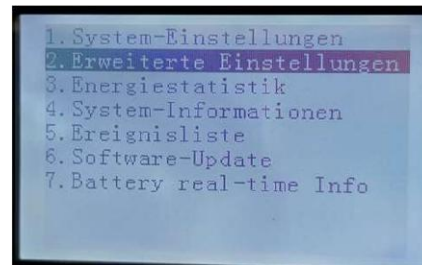 1.System-Einstellungen
2.Erweiterte Einstellungen
3.Energiestatistik
4.System-Informationen
5.Ereignisliste
6.Software-Update
7.Battery real-time Info